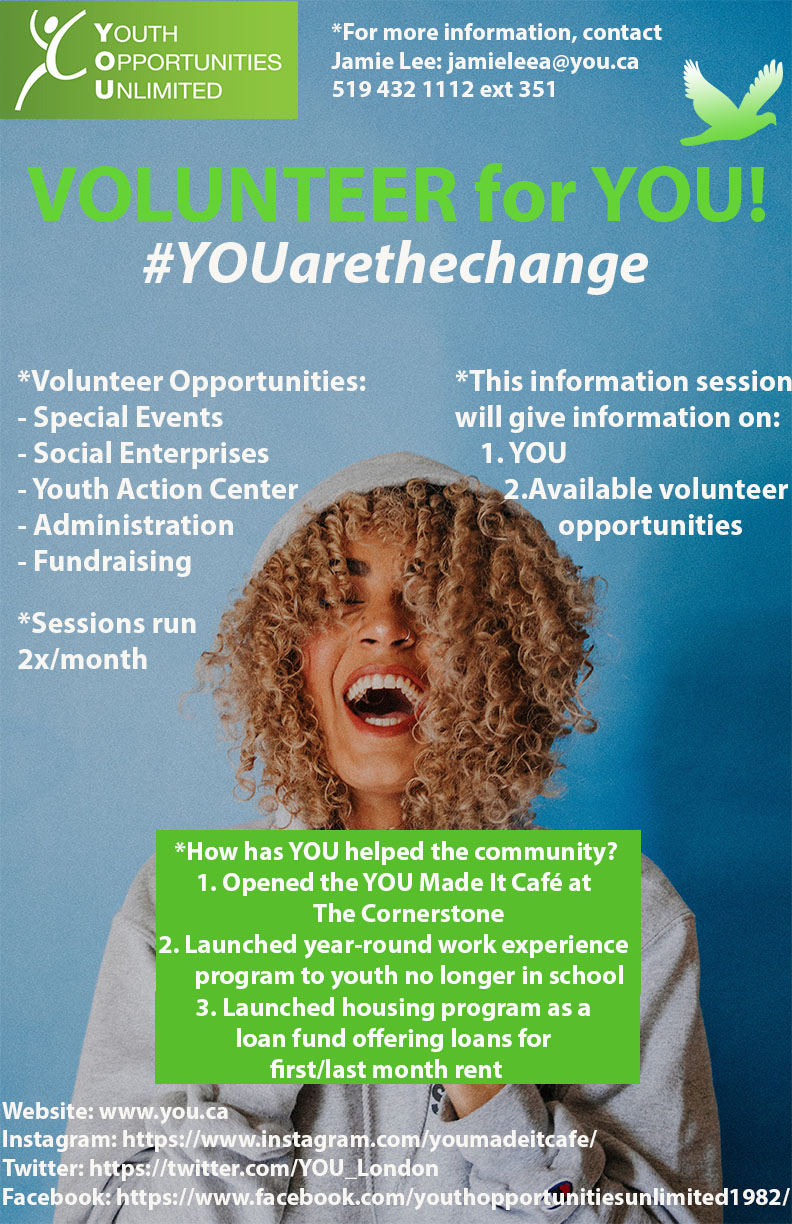 YOUTH
OPPORTUNITIES
UNLIMITED
*For more information, contact
Jamie Lee: jamieleea@you.ca
519 432 1112 ext 351
VOLUNTEER for YOU!
#YOUarethechange
*Volunteer Opportunities:
- Special Events
- Social Enterprises
- Youth Action Center
- Administration
- Fundraising
*Sessions run
2x/month
*This information session
will give information on:
1. YOU
2.Available volunteer
opportunities
*How has YOU helped the community?
1. Opened the YOU Made It Café at
The Cornerstone
2. Launched year-round work experience
program to youth no longer in school
3. Launched housing program as a
loan fund offering loans for
first/last month rent
Website: www.you.ca
Instagram: https://www.instagram.com/youmadeitcafe/
Twitter: https://twitter.com/YOU_London
Facebook: https://www.facebook.com/youthopportunitiesunlimited1982/